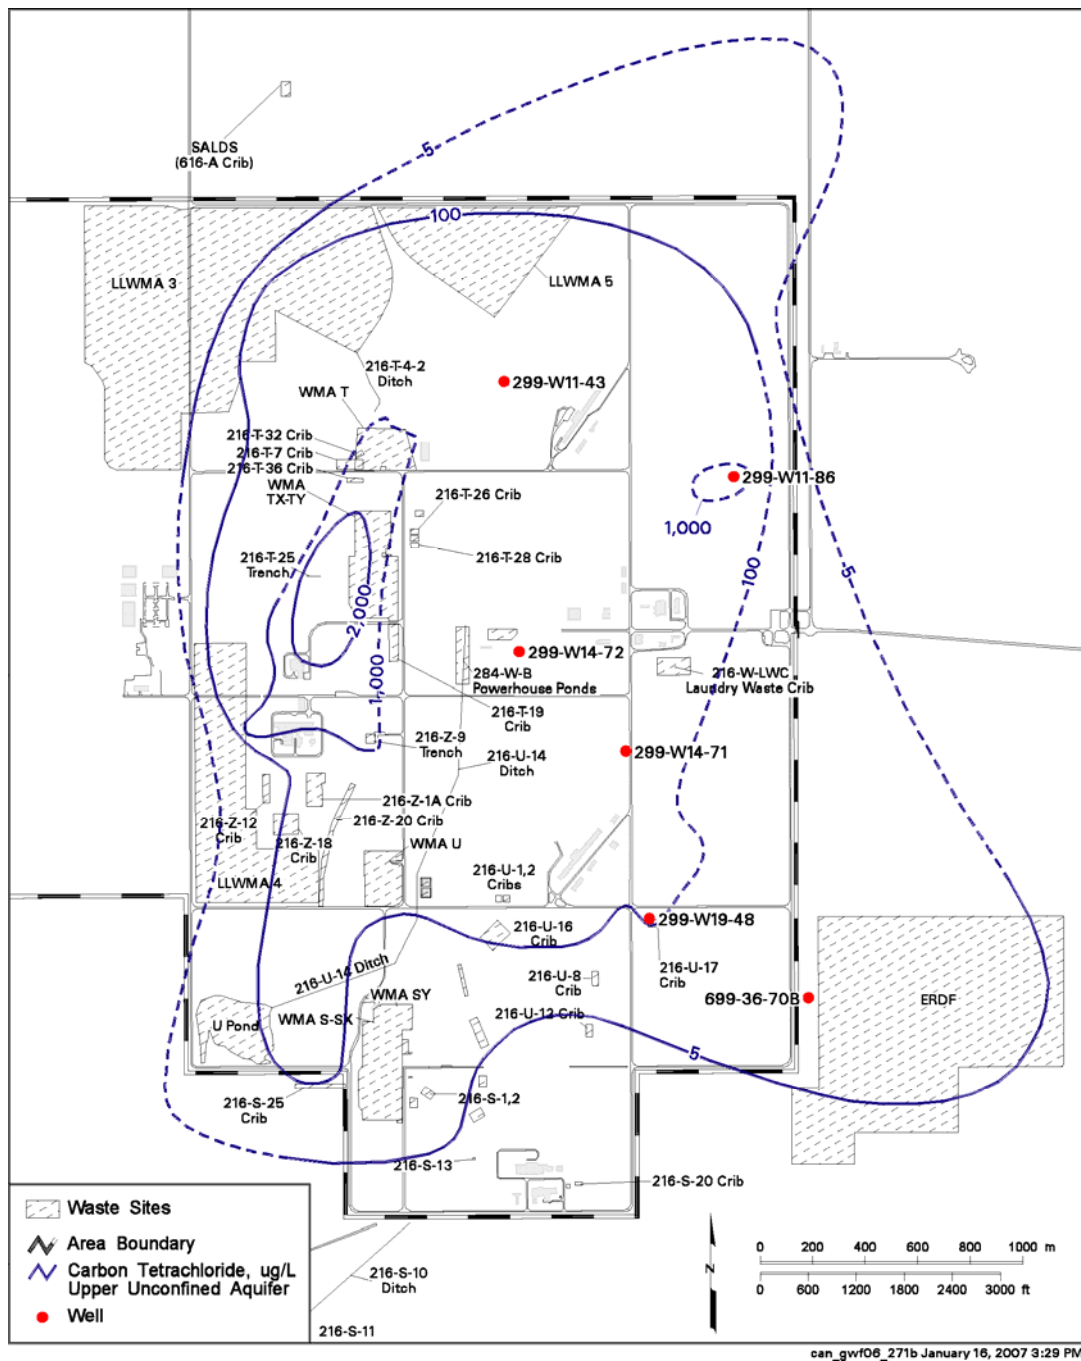 SALDS
(616-A Crib)
5
100
LLWMA 3
LLWMA 5
216-T-4-2
Ditch
WMA T
299-W11-43
216-T-32 Crib
216-T-7 Crib
216-T-36 Crib
WMA
TX-TY
299-W11-86
1,000
216-T-26 Crib
216-T-28 Crib
216-T-25
Trench
100
5
2,000
299-W14-72
284-W-B
Powerhouse Ponds
216-W-LWC
Laundry Waste Crib
1,000
216-T-19
Crib
216-Z-9
Trench
216-U-14
Ditch
299-W14-71
216-Z-1A Crib
216-Z-20 Crib
216-Z-12
Crib
216-Z-18
Crib
WMA U
LLWMA 4
216-U-1,2
Cribs
299-W19-48
216-U-16
Crib
216-U-17
Crib
216-U-14 Ditch
216-U-8
Crib
WMA SY
699-36-70B
ERDF
U Pond
WMA S-SX
216-U-12 Crib
5
216-S-25
Crib
216-S-1,2
216-S-13
216-S-20 Crib
Waste Sites
Area Boundary
Carbon Tetrachloride, ug/L
Upper Unconfined Aquifer
Well
216-S-10
Ditch
216-S-11
N
0 200 400 600 800 1000 m
0 600 1200 1800 2400 3000 ft
can_gwf06_271b January 16, 2007 3:29 PM